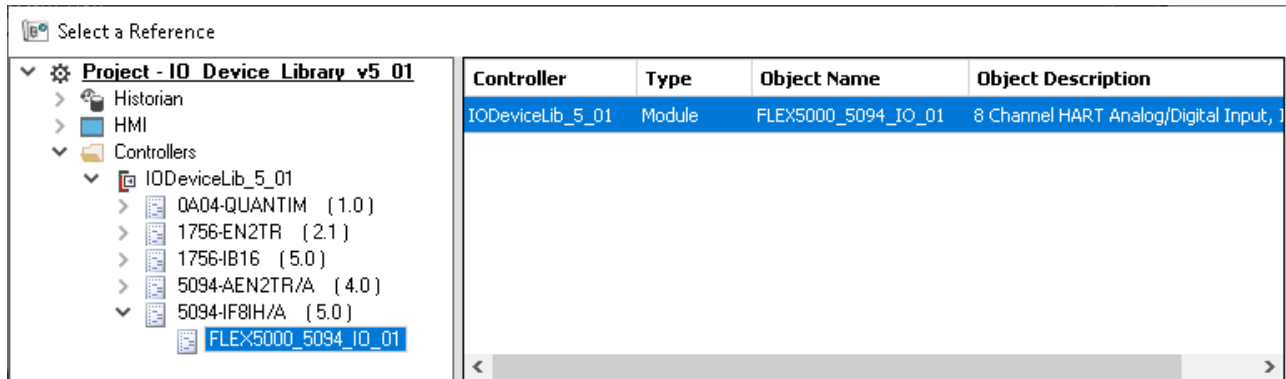 Select a Reference
Project - IO_Device_Library_v5_01
Historian
HMI
Controllers
IODeviceLib_5_01
0A04-QUANTIM (1.0)
1756-EN2TR (2.1)
1756-IB16 (5.0)
5094-AEN2TR/A (4.0)
5094-IF8IH/A (5.0)
FLEX5000_5094_IO_01
Controller Type Object Name Object Description
IODeviceLib_5_01 Module FLEX5000_5094_IO_01 8 Channel HART Analog/Digital Input,